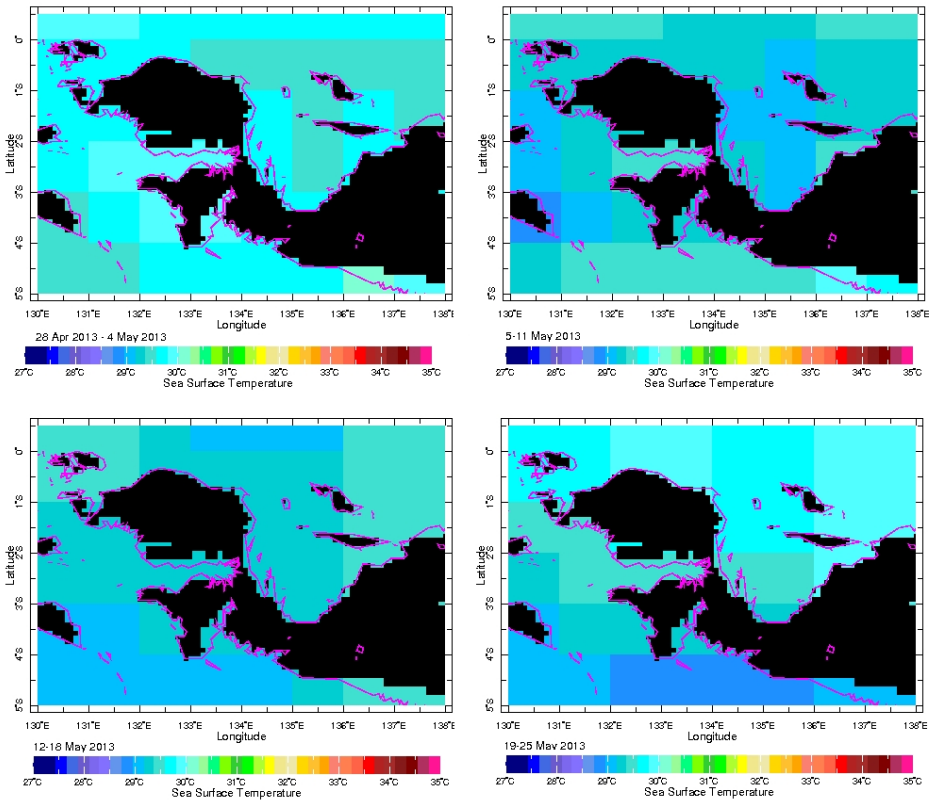 0°
1°S
2°S
3°S
4°S
5°S
Latitude
130°E 131°E 132°E 133°E 134°E 135°E 136°E 137°E 138°E
Longitude
28 Apr 2013 - 4 May 2013
27°C 28°C 29°C 30°C 31°C 32°C 33°C 34°C 35°C
Sea Surface Temperature
0°
1°S
2°S
3°S
4°S
5°S
Latitude
130°E 131°E 132°E 133°E 134°E 135°E 136°E 137°E 138°E
Longitude
5-11 May 2013
27°C 28°C 29°C 30°C 31°C 32°C 33°C 34°C 35°C
Sea Surface Temperature
0°
1°S
2°S
3°S
4°S
5°S
Latitude
130°E 131°E 132°E 133°E 134°E 135°E 136°E 137°E 138°E
Longitude
12-18 May 2013
27°C 28°C 29°C 30°C 31°C 32°C 33°C 34°C 35°C
Sea Surface Temperature
0°
1°S
2°S
3°S
4°S
5°S
Latitude
130°E 131°E 132°E 133°E 134°E 135°E 136°E 137°E 138°E
Longitude
19-25 May 2013
27°C 28°C 29°C 30°C 31°C 32°C 33°C 34°C 35°C
Sea Surface Temperature